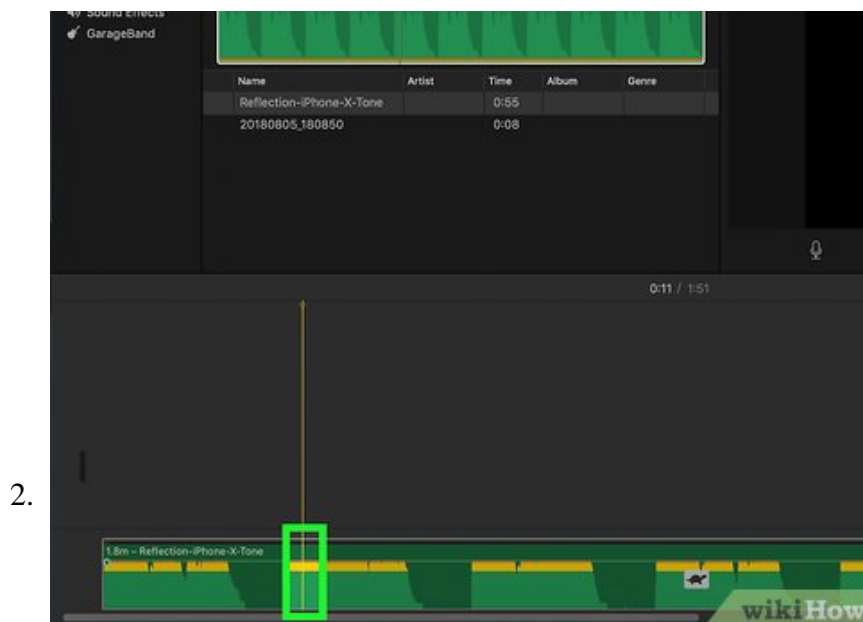 Sound Effects
GarageBand
Name Artist Time Album Genre
Reflection-iPhone-X-Tone 0:55
20180805_180850 0:08
0:11 / 1:51
2.
1.8m – Reflection-iPhone-X-Tone
wikiHow